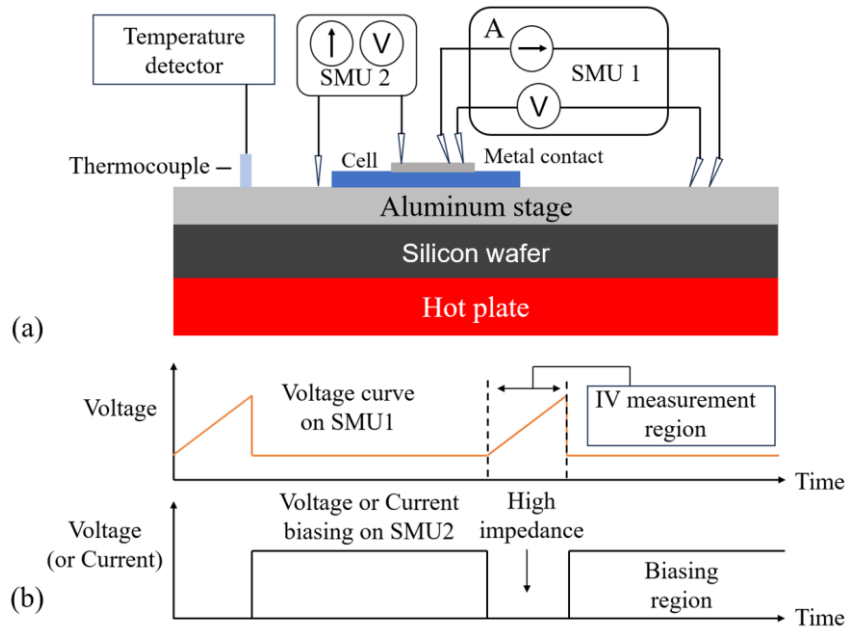 Temperature
detector
V
SMU 2
A
SMU 1
V
Thermocouple
Cell
Metal contact
Aluminum stage
Silicon wafer
Hot plate
(a)
Voltage
Voltage curve
on SMU1
IV measurement
region
Time
Voltage
(or Current)
Voltage or Current
biasing on SMU2
High
impedance
Biasing
region
(b)
Time